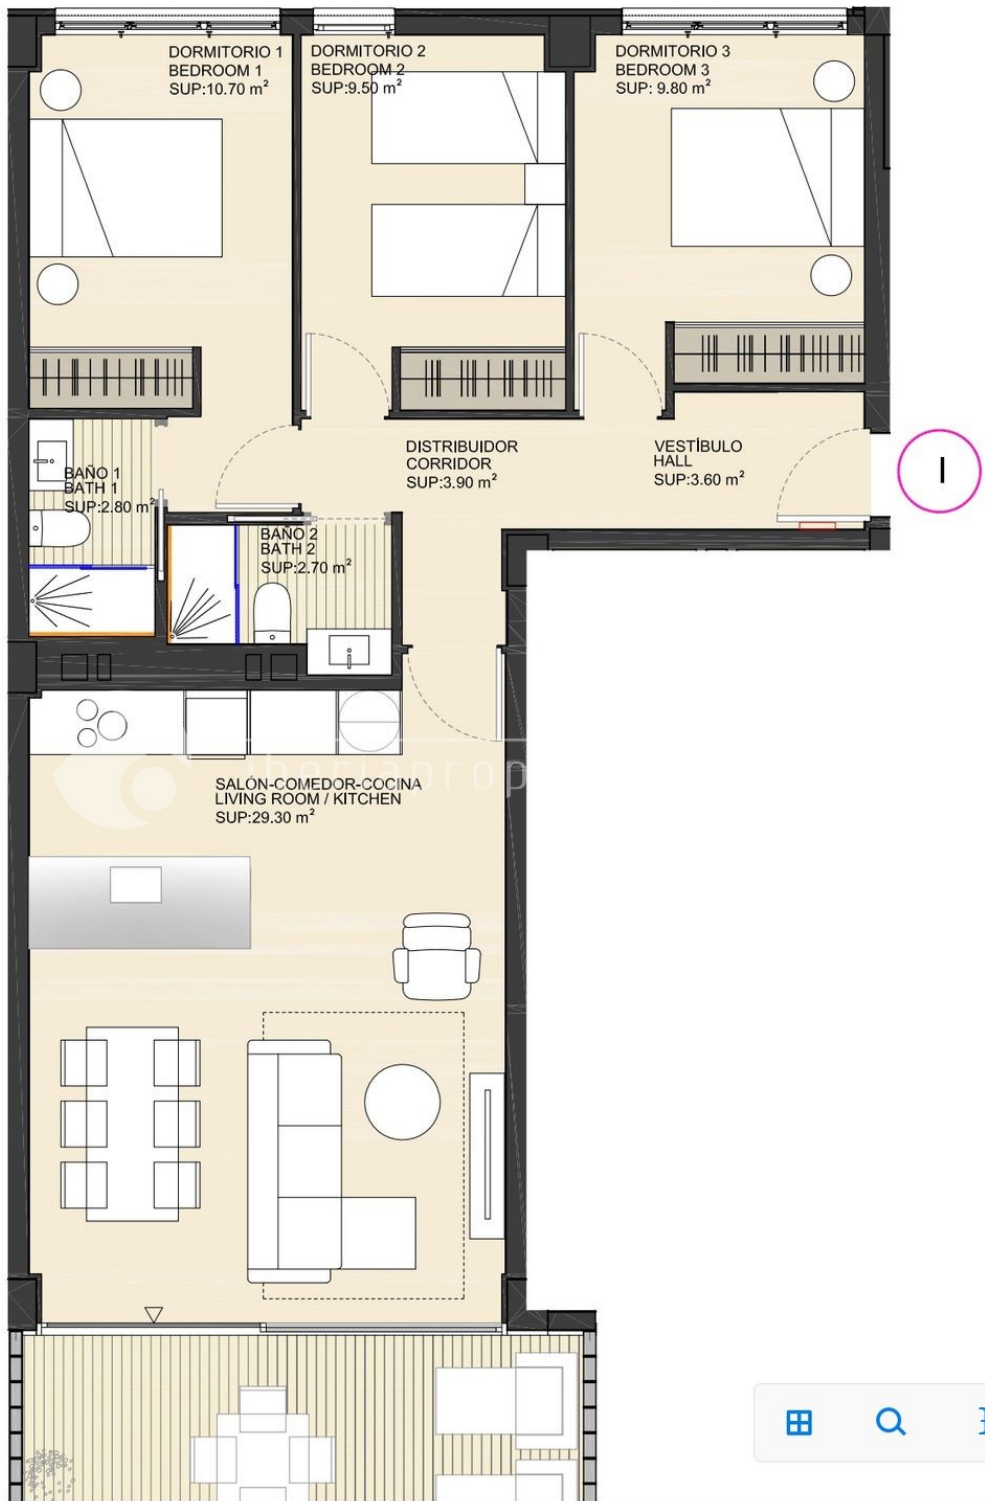 DORMITORIO 1
BEDROOM 1
SUP:10.70 m²
DORMITORIO 2
BEDROOM 2
SUP:9.50 m²
DORMITORIO 3
BEDROOM 3
SUP: 9.80 m²
BAÑO 1
BATH 1
SUP:2.80 m²
DISTRIBUIDOR
CORRIDOR
SUP:3.90 m²
VESTÍBULO
HALL
SUP:3.60 m²
I
BAÑO 2
BATH 2
SUP:2.70 m²
iberiaprop
SALÓN-COMEDOR-COCINA
LIVING ROOM / KITCHEN
SUP:29.30 m²